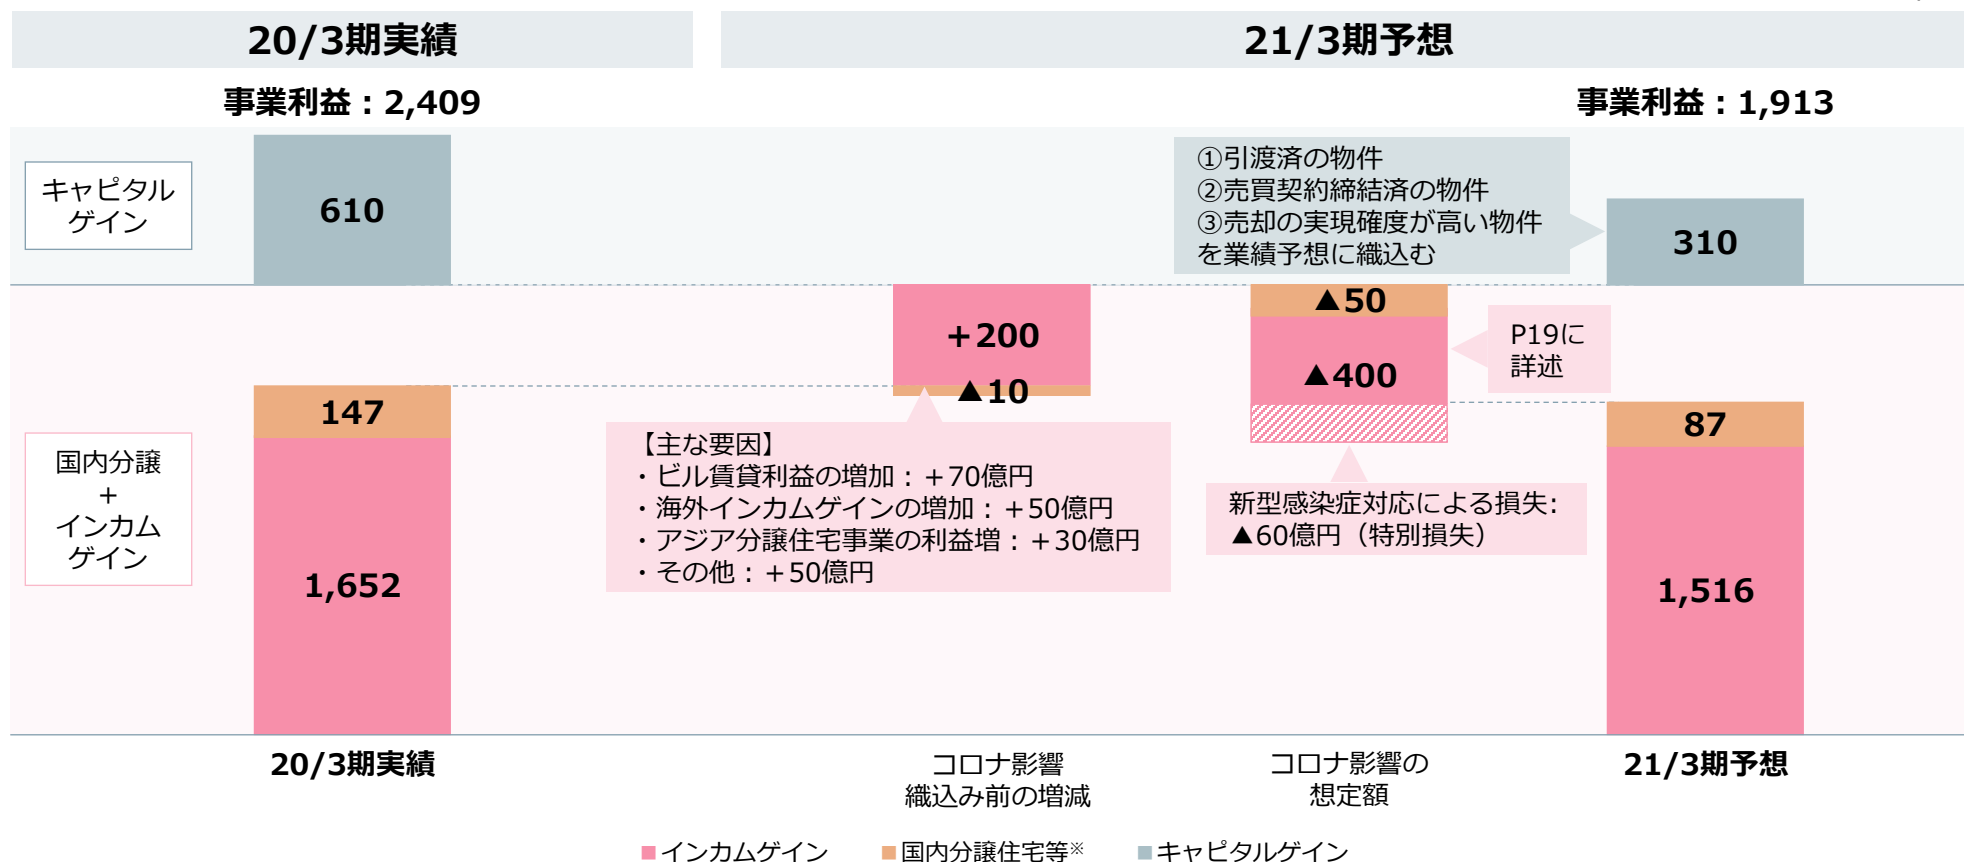 20/3期実績
21/3期予想
事業利益：2,409
事業利益：1,913
キャピタル
ゲイン
610
①引渡済の物件
②売買契約締結済の物件
③売却の実現確度が高い物件
を業績予想に織込む
310
国内分譲
+
インカム
ゲイン
147
1,652
+200
▲10
【主な要因】
・ビル賃貸利益の増加：+70億円
・海外インカムゲインの増加：+50億円
・アジア分譲住宅事業の利益増：+30億円
・その他：+50億円
▲50
▲400
P19に
詳述
新型感染症対応による損失:
▲60億円（特別損失）
87
1,516
20/3期実績
コロナ影響
織込み前の増減
コロナ影響の
想定額
21/3期予想
インカムゲイン
国内分譲住宅等※
キャピタルゲイン